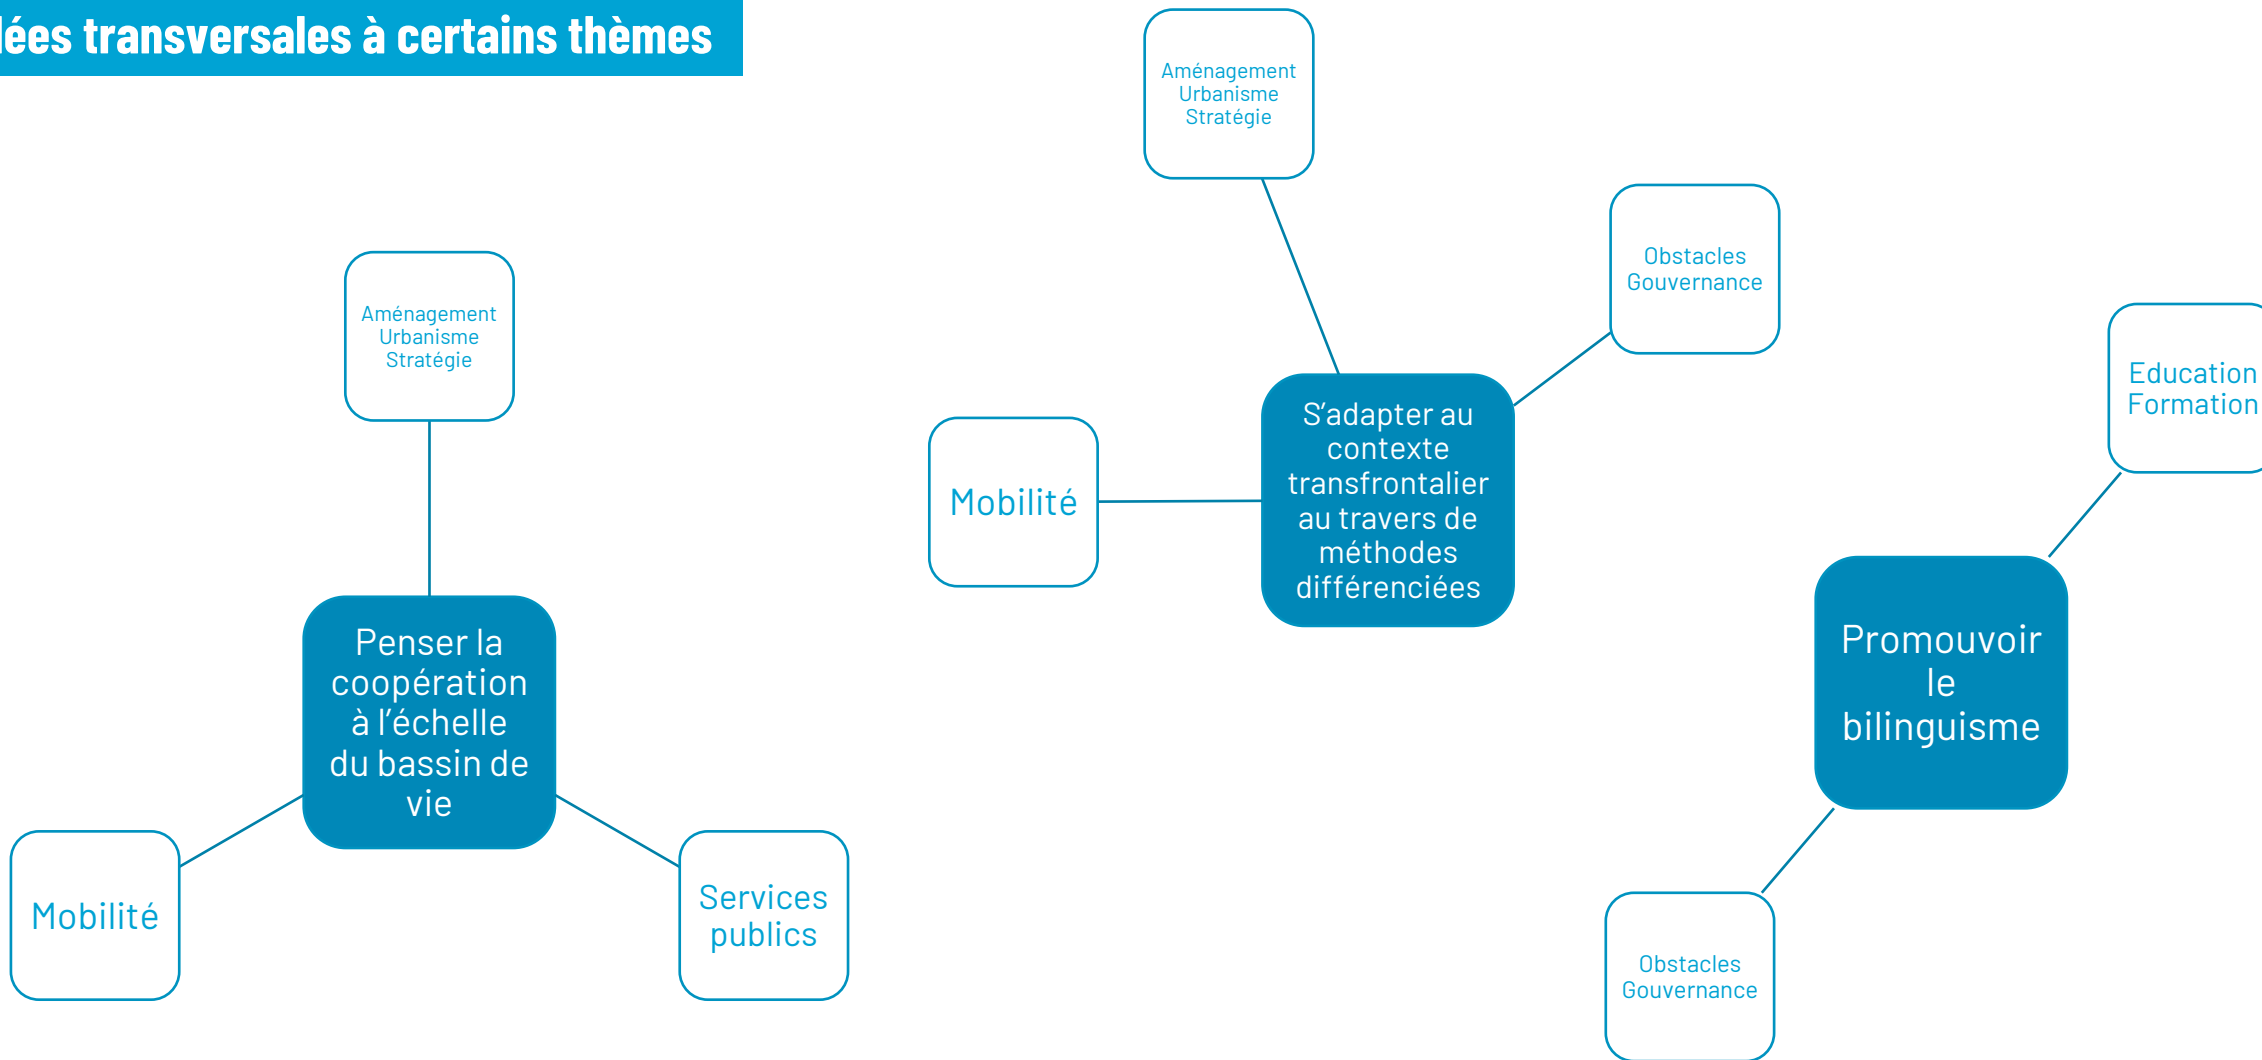 transversales à certains thèmes
Aménagement
Urbanisme
Stratégie
Penser la
coopération
à l'échelle
du bassin de
vie
Mobilité
Services
publics
Aménagement
Urbanisme
Stratégie
Obstacles
Gouvernance
Mobilité
S'adapter au
contexte
transfrontalier
au travers de
méthodes
différenciées
Education
Formation
Promouvoir
le
bilinguisme
Obstacles
Gouvernance